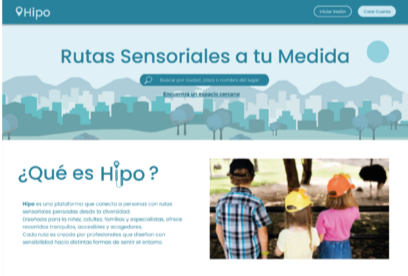 Hipo
Iniciar Sesión
Crear Cuenta
Rutas Sensoriales a tu Medida
Buscar por ciudad, plaza o nombre del lugar
Encuentra un espacio cercano
¿Qué es Hipo ?
Hipo es una plataforma que conecta a personas con rutas
sensoriales pensadas desde la diversidad.
Diseñada para la niñez, adultez, familias y especialistas, ofrece
recorridos tranquilos, accesibles y acogedores.
Cada ruta es creada por profesionales que diseñan con
sensibilidad hacia distintas formas de sentir el entorno.